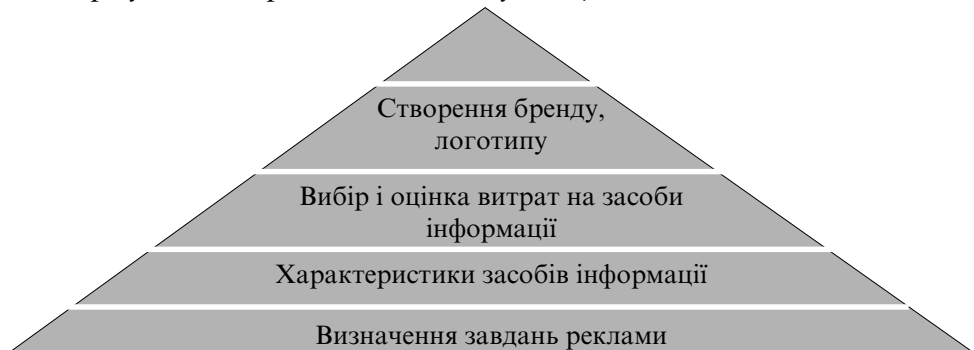 Створення бренду,
логотипу
Вибір і оцінка витрат на засоби
інформації
Характеристики засобів інформації
Визначення завдань реклами